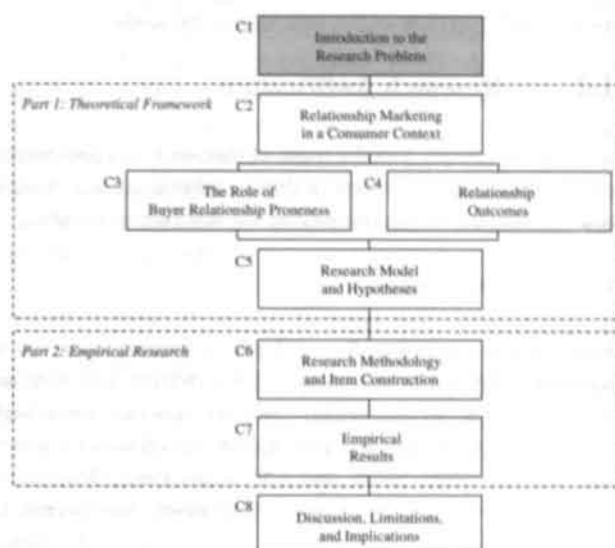 C1
Introduction to the
Research Problem
Part 1: Theoretical Framework
C2
Relationship Marketing
in a Consumer Context
C3
The Role of
Buyer Relationship Proneness
C4
Relationship
Outcomes
C5
Research Model
and Hypotheses
Part 2: Empirical Research
C6
Research Methodology
and Item Construction
C7
Empirical
Results
C8
Discussion, Limitations,
and Implications